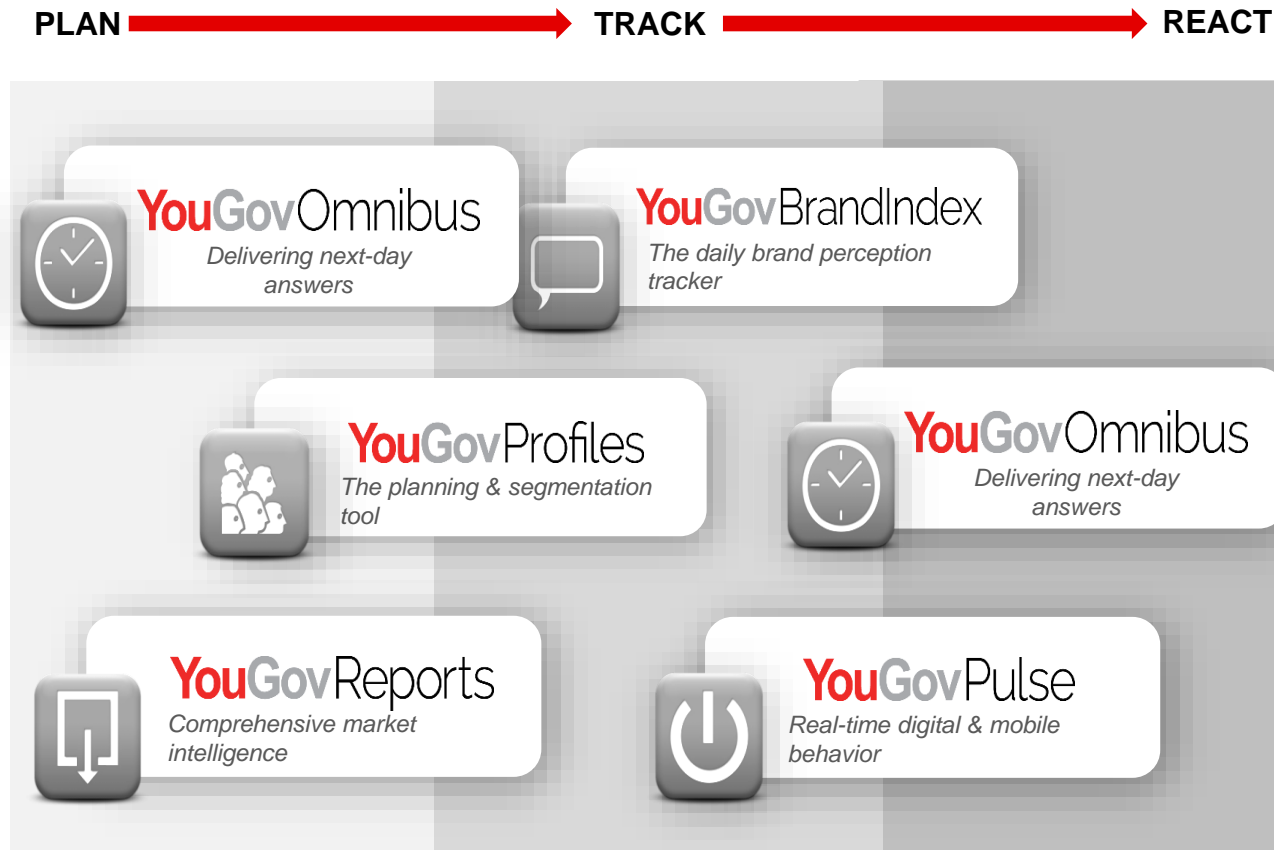 PLAN TRACK REACT
YouGovOmnibus
Delivering next-day
answers
YouGovBrandIndex
The daily brand perception
tracker
YouGovProfiles
The planning & segmentation
tool
YouGovOmnibus
Delivering next-day
answers
YouGovReports
Comprehensive market
intelligence
YouGovPulse
Real-time digital & mobile
behavior